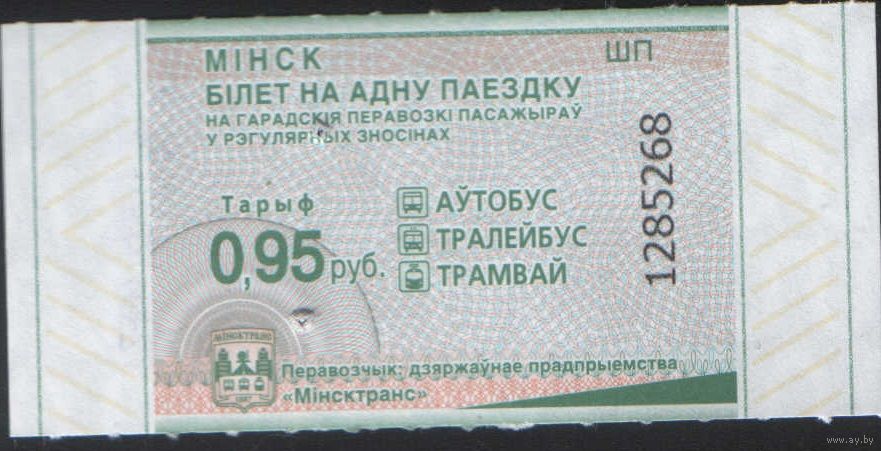 МІНСК
ШП
БІЛЕТ НА АДНУ ПАЕЗДКУ
НА ГАРАДСКІЯ ПЕРАВОЗКІ ПАСАЖЫРАЎ
У РЭГУЛЯРНЫХ ЗНОСІНАХ
Тарыф
0,95 руб.
АЎТОБУС
ТРАЛЕЙБУС
ТРАМВАЙ
1285268
МІНСКТРАНС
Перавозчык: дзяржаўнае прадпрыемства
«Мінсктранс»
www.ay.by